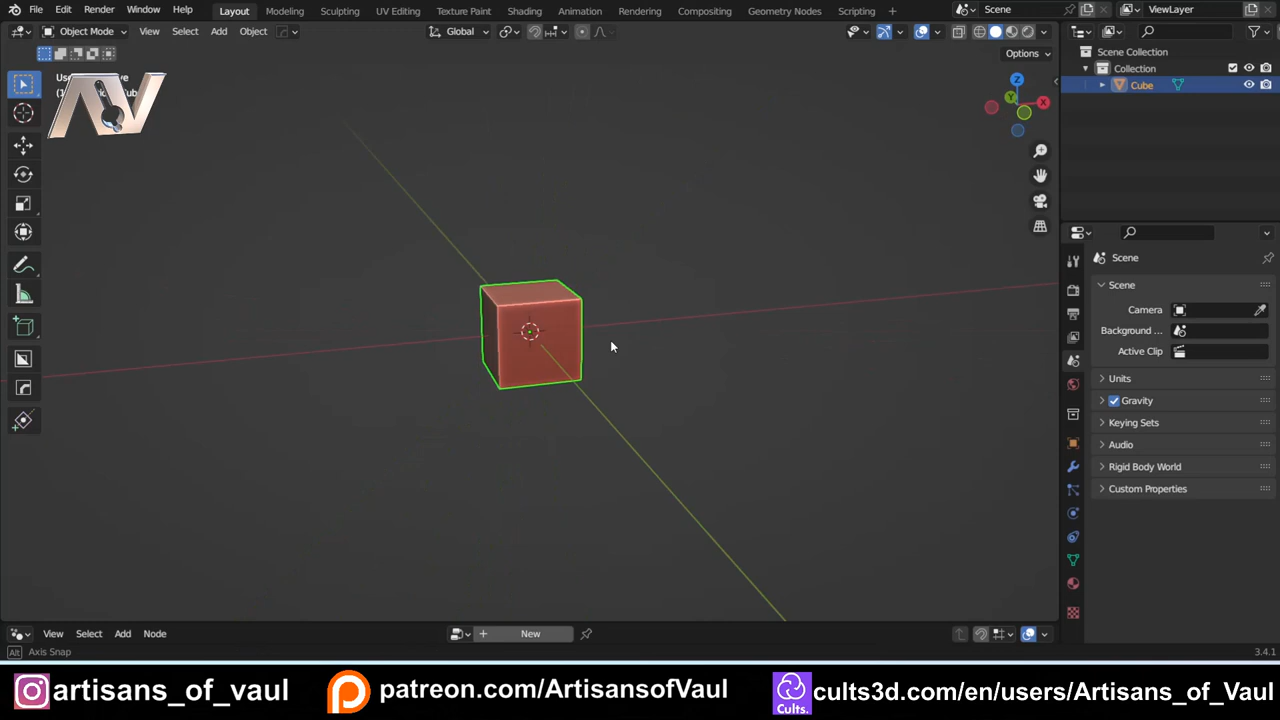 File Edit Render Window Help Layout Modeling Sculpting UV Editing Texture Paint Shading Animation Rendering Compositing Geometry Nodes Scripting + Scene ViewLayer
Object Mode View Select Add Object Global
Options
Scene Collection
Collection
Cube
X
Y
Z
AV
Scene
Scene
Camera
Background ...
Active Clip
Units
Gravity
Keying Sets
Audio
Rigid Body World
Custom Properties
View Select Add Node New
Alt Axis Snap 3.4.1
artisans_of_vaul patreon.com/ArtisansofVaul Cults. cults3d.com/en/users/Artisans_of_Vaul